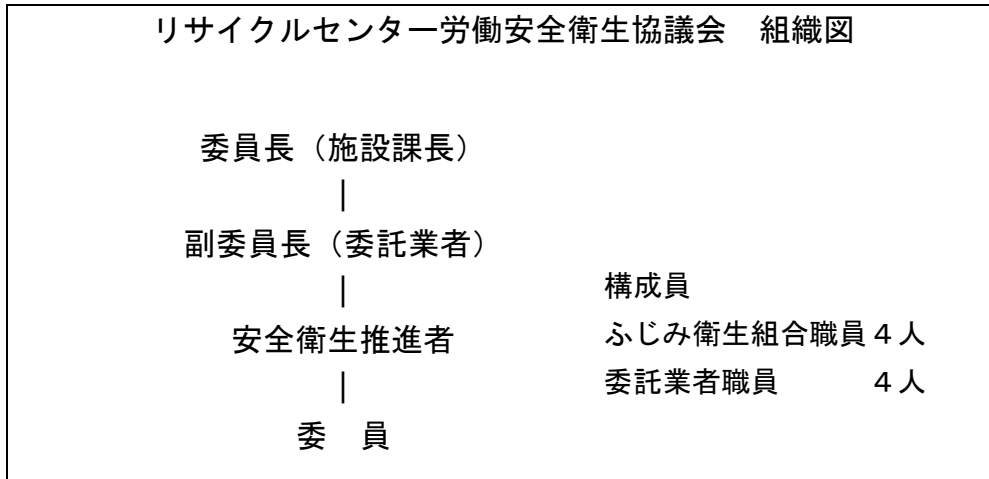 リサイクルセンター労働安全衛生協議会　組織図
委員長（施設課長）
｜
副委員長（委託業者）
｜
安全衛生推進者
｜
委　員
構成員
ふじみ衛生組合職員４人
委託業者職員　　　４人